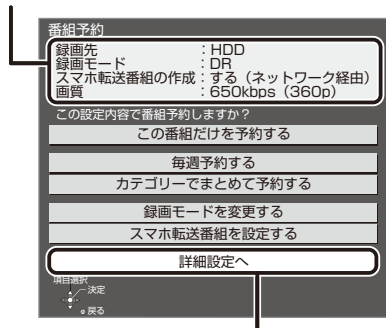 番組予約
録画先　　　　　　　：HDD
録画モード　　　　　：DR
スマホ転送番組の作成：する（ネットワーク経由）
画質　　　　　　　　：650kbps（360p）
この設定内容で番組予約しますか？
この番組だけを予約する
毎週予約する
カテゴリーでまとめて予約する
録画モードを変更する
スマホ転送番組を設定する
詳細設定へ
項目選択
決定
戻る